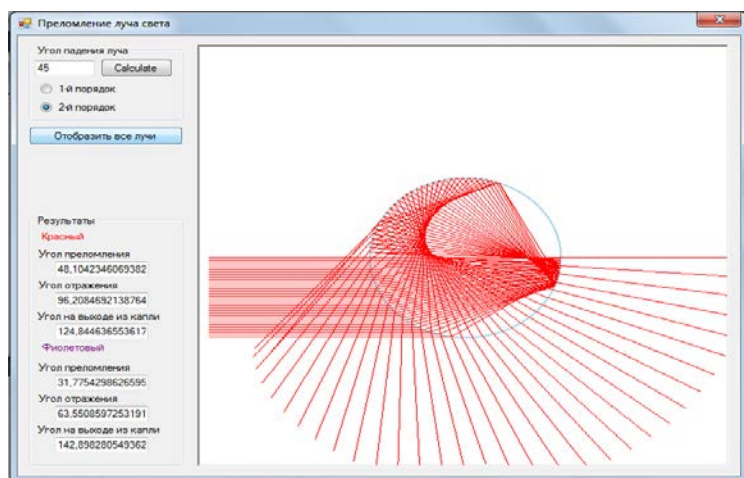 Преломление луча света
Угол падения луча
45 Calculate
1-й порядок
2-й порядок
Отобразить все лучи
Результаты
Красный
Угол преломления
48,1042346069382
Угол отражения
96,2084692138764
Угол на выходе из капли
124,844636553617
Фиолетовый
Угол преломления
31,7754298626595
Угол отражения
63,5508597253191
Угол на выходе из капли
142,898280549362